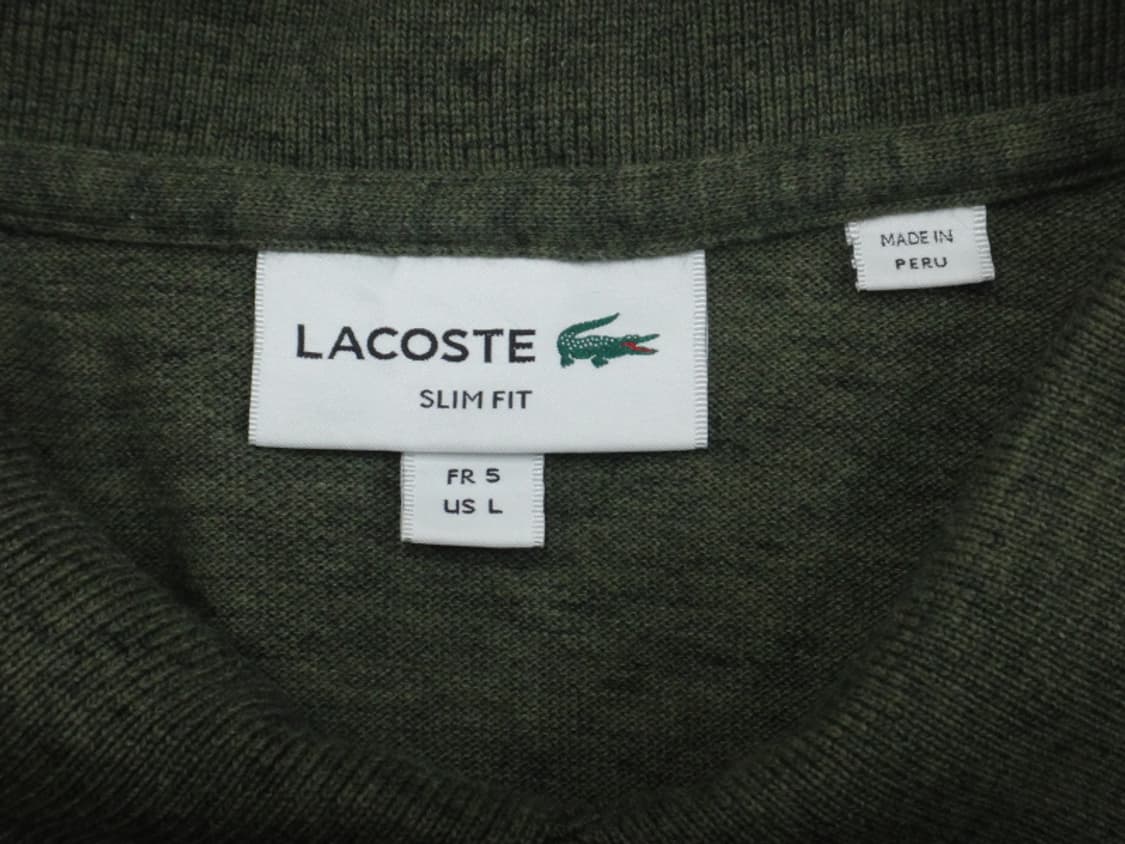 MADE IN
PERU
LACOSTE
SLIM FIT
FR 5
US L